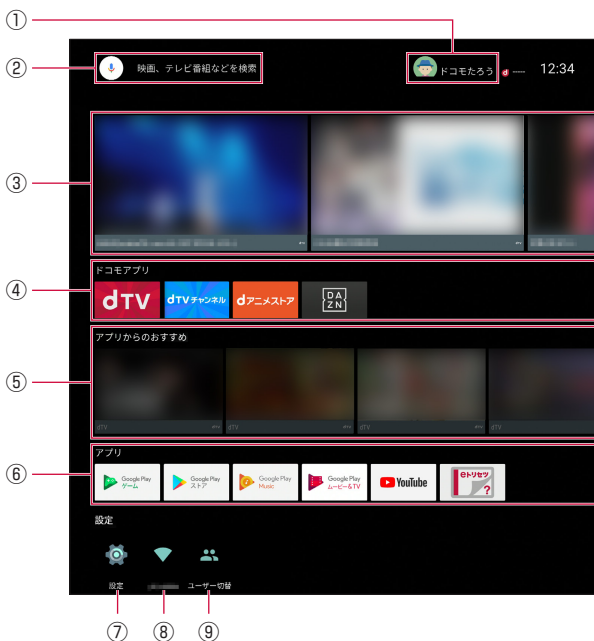 ①
② 映画、テレビ番組などを検索 ドコモたろう d 12:34
③
ドコモアプリ
④ dTV dTVチャンネル dアニメストア DAZN
アプリからのおすすめ
⑤
dTV dTV dTV dTV
アプリ
⑥ Google Play ゲーム Google Play ストア Google Play Music Google Play ムービー&TV YouTube eトリセツ ?
設定
設定 ユーザー切替
⑦ ⑧ ⑨